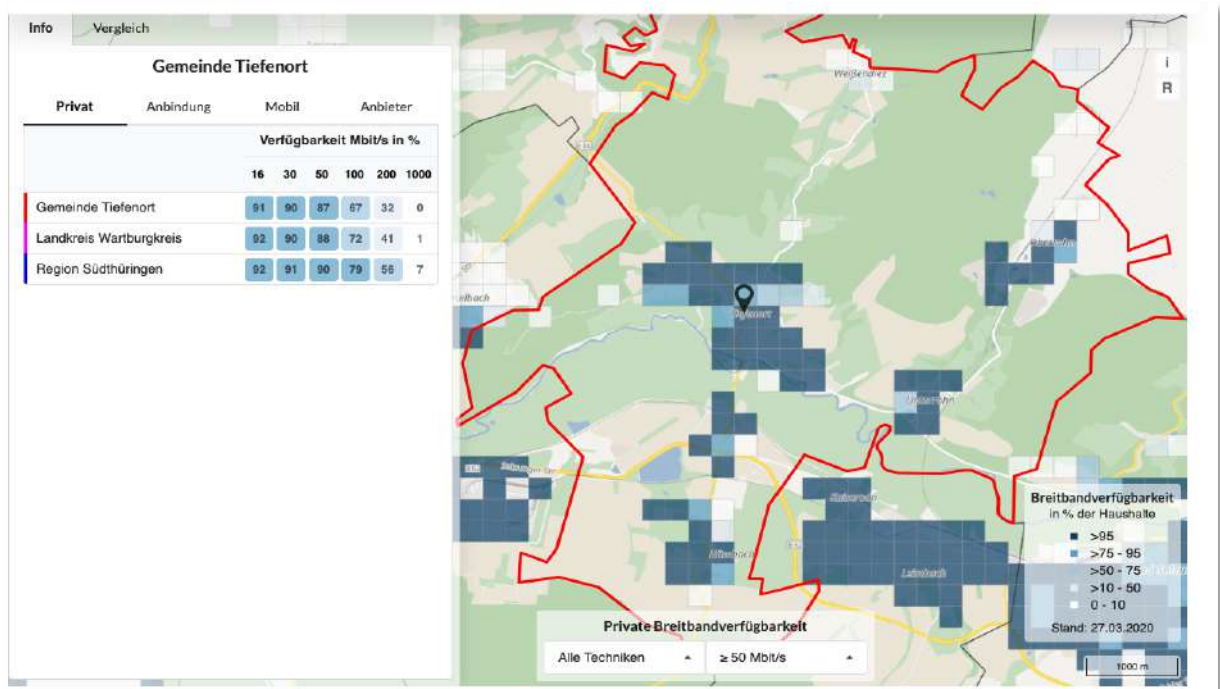 Info Vergleich
Gemeinde Tiefenort
Privat Anbindung Mobil Anbieter
Verfügbarkeit Mbit/s in %
16 30 50 100 200 1000
Gemeinde Tiefenort 91 90 87 67 32 0
Landkreis Wartburgkreis 92 90 88 72 41 1
Region Südthüringen 92 91 90 79 56 7
i
R
Leimbach
Breitbandverfügbarkeit
in % der Haushalte
>95
>75 - 95
>50 - 75
>10 - 50
0 - 10
Stand: 27.03.2020
Private Breitbandverfügbarkeit
Alle Techniken ≥ 50 Mbit/s
1000 m